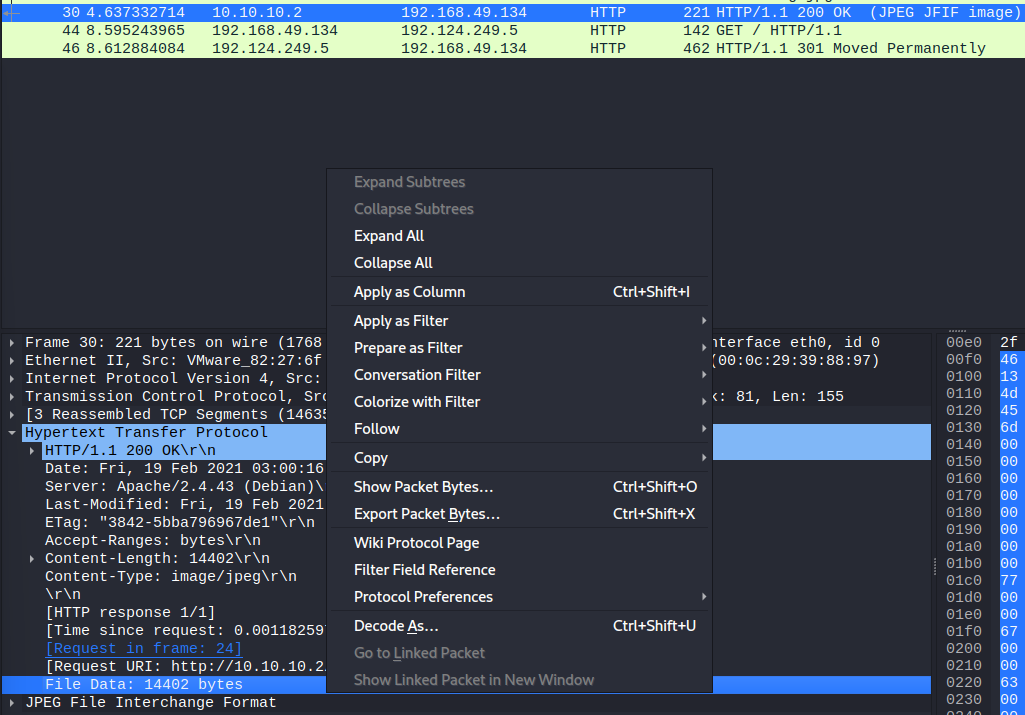 30 4.637332714 10.10.10.2 192.168.49.134 HTTP 221 HTTP/1.1 200 OK (JPEG JFIF image)
44 8.595243965 192.168.49.134 192.124.249.5 HTTP 142 GET / HTTP/1.1
46 8.612884084 192.124.249.5 192.168.49.134 HTTP 462 HTTP/1.1 301 Moved Permanently
Expand Subtrees
Collapse Subtrees
Expand All
Collapse All
Apply as Column Ctrl+Shift+I
Apply as Filter
Prepare as Filter
Conversation Filter
Colorize with Filter
Follow
Copy
Show Packet Bytes… Ctrl+Shift+O
Export Packet Bytes… Ctrl+Shift+X
Wiki Protocol Page
Filter Field Reference
Protocol Preferences
Decode As… Ctrl+Shift+U
Go to Linked Packet
Show Linked Packet in New Window
Frame 30: 221 bytes on wire (1768 nterface eth0, id 0
Ethernet II, Src: VMware_82:27:6f (00:0c:29:39:88:97)
Internet Protocol Version 4, Src:
Transmission Control Protocol, Src k: 81, Len: 155
[3 Reassembled TCP Segments (14635
Hypertext Transfer Protocol
HTTP/1.1 200 OK\r\n
Date: Fri, 19 Feb 2021 03:00:16
Server: Apache/2.4.43 (Debian)\
Last-Modified: Fri, 19 Feb 2021
ETag: "3842-5bba796967de1"\r\n
Accept-Ranges: bytes\r\n
Content-Length: 14402\r\n
Content-Type: image/jpeg\r\n
\r\n
[HTTP response 1/1]
[Time since request: 0.001182597
[Request in frame: 24]
[Request URI: http://10.10.10.2
File Data: 14402 bytes
JPEG File Interchange Format
00e0 2f
00f0 46
0100 13
0110 4d
0120 45
0130 6d
0140 00
0150 00
0160 00
0170 00
0180 00
0190 00
01a0 00
01b0 00
01c0 77
01d0 00
01e0 00
01f0 67
0200 00
0210 00
0220 63
0230 00